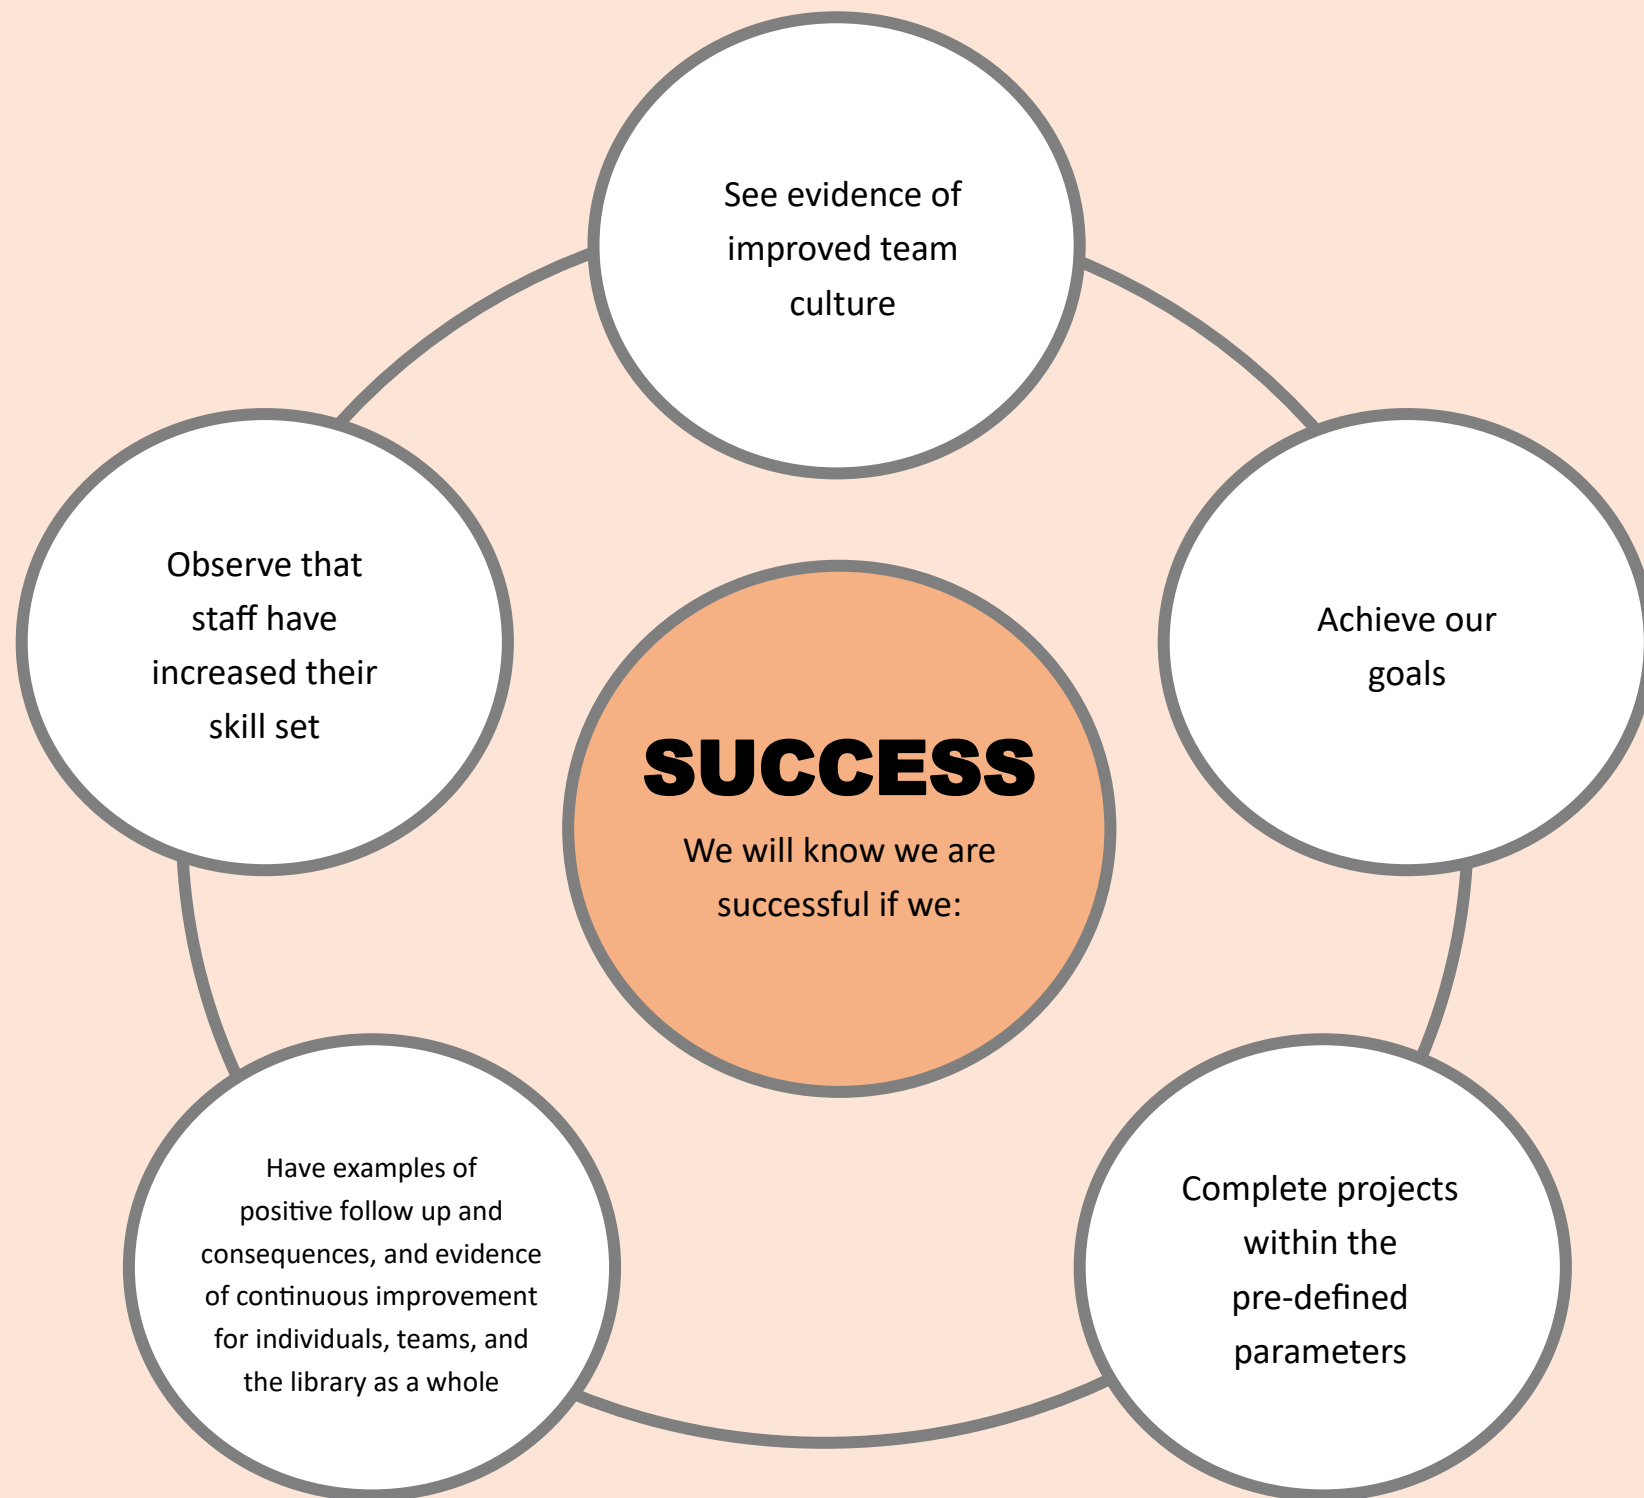 See evidence of
improved team
culture
Observe that
staff have
increased their
skill set
Achieve our
goals
SUCCESS
We will know we are
successful if we:
Have examples of
positive follow up and
consequences, and evidence
of continuous improvement
for individuals, teams, and
the library as a whole
Complete projects
within the
pre-defined
parameters